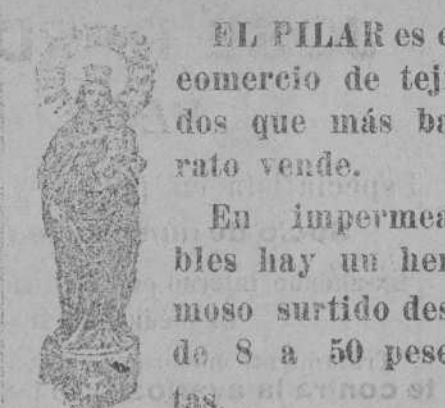 EL PILAR es e
comercio de teji
dos que más ba
rato vende.
En impermea
bles hay un her
moso surtido des
de 8 a 50 pese
tas.